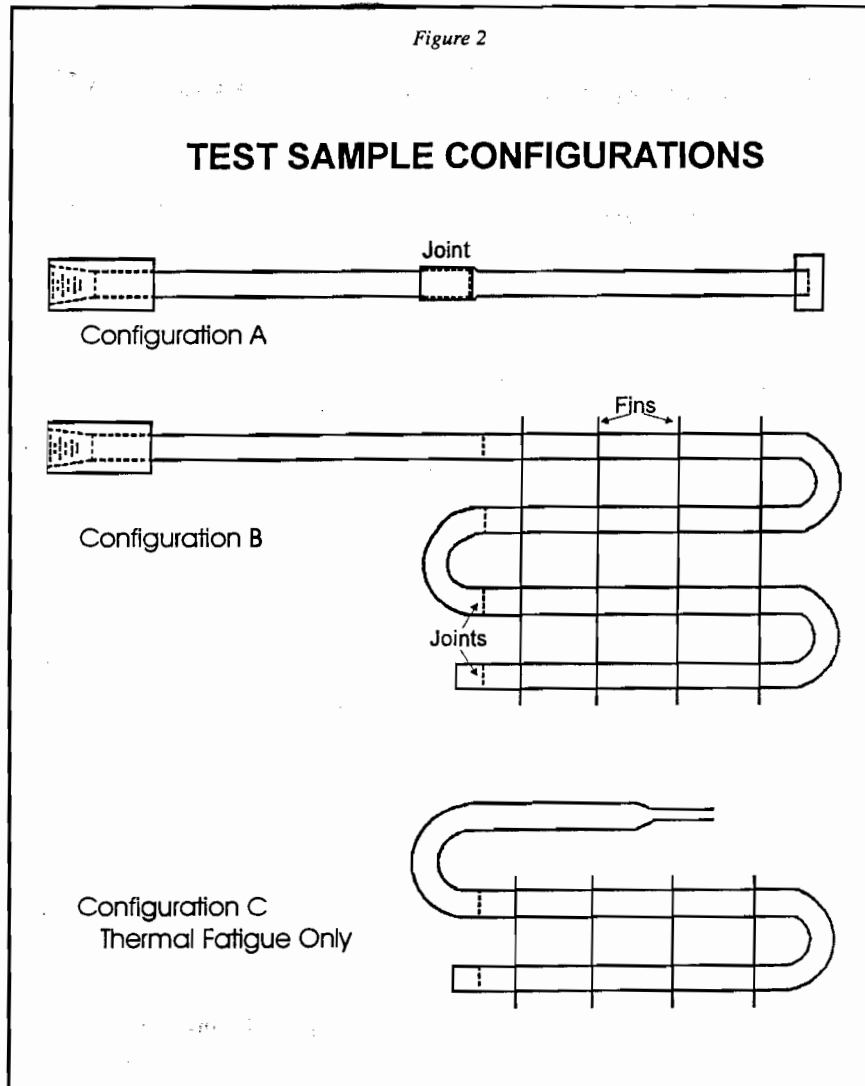 Figure 2
TEST SAMPLE CONFIGURATIONS
Joint
Configuration A
Fins
Configuration B
Joints
Configuration C
Thermal Fatigue Only